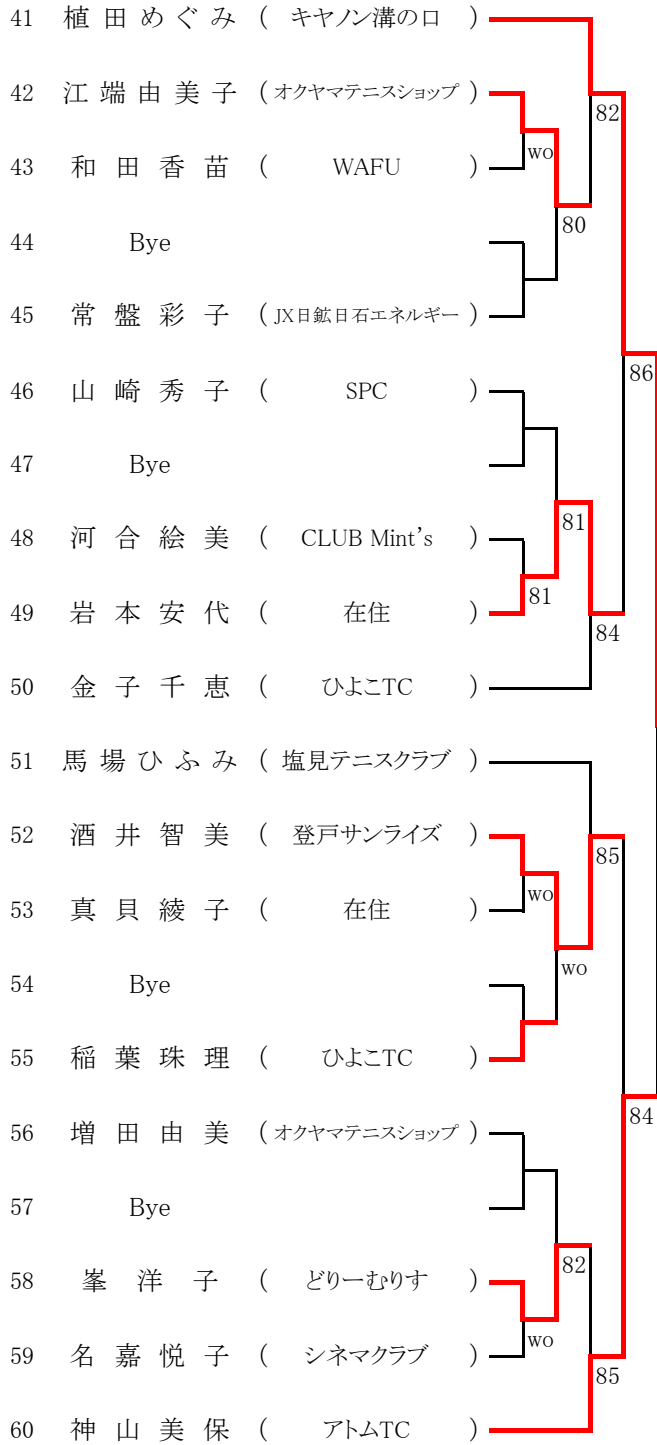 41 植田めぐみ ( キヤノン溝の口 )
42 江端由美子 ( オクヤマテニスショップ ) 82
43 和田香苗 ( WAFU ) wo
44 Bye 80
45 常盤彩子 ( JX日鉱日石エネルギー )
46 山崎秀子 ( SPC ) 86
47 Bye
48 河合絵美 ( CLUB Mint's ) 81
49 岩本安代 ( 在住 ) 81 84
50 金子千恵 ( ひよこTC )
51 馬場ひふみ ( 塩見テニスクラブ )
52 酒井智美 ( 登戸サンライズ ) 85
53 真貝綾子 ( 在住 ) wo
54 Bye wo
55 稲葉珠理 ( ひよこTC )
56 増田由美 ( オクヤマテニスショップ ) 84
57 Bye
58 峯洋子 ( どりーむりす ) 82
59 名嘉悦子 ( シネマクラブ ) wo 85
60 神山美保 ( アトムTC )